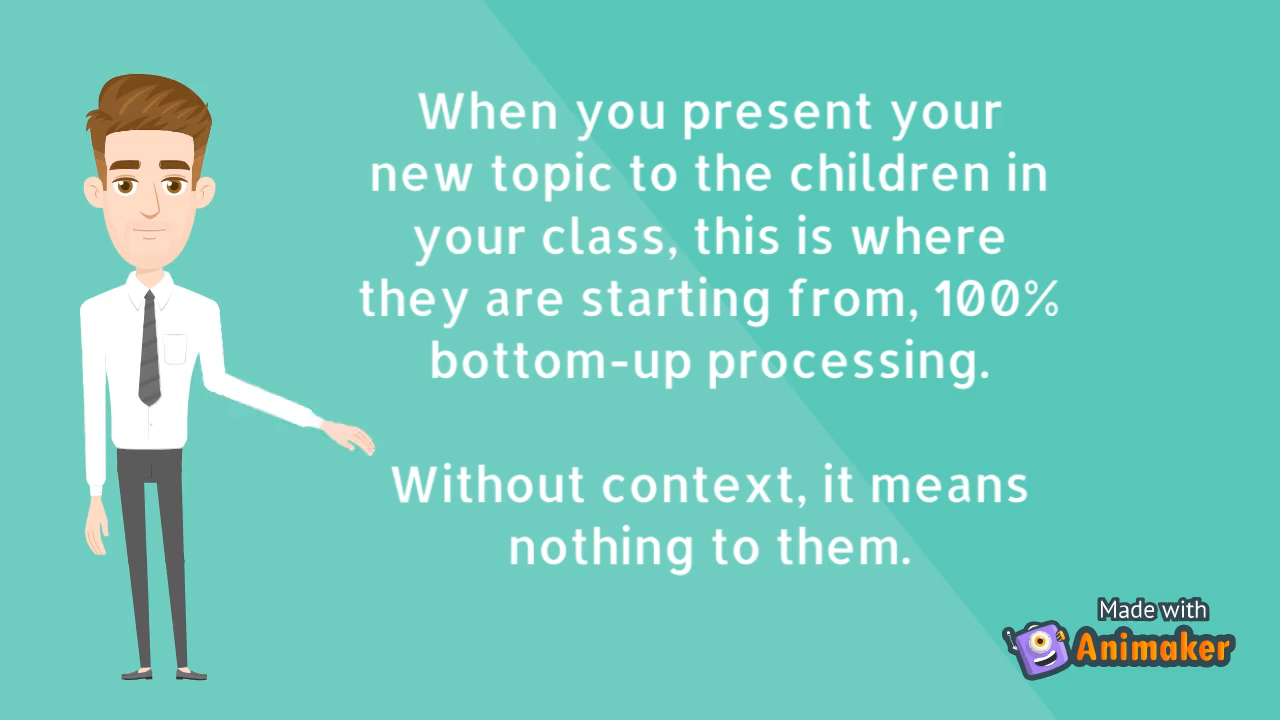 When you present your
new topic to the children in
your class, this is where
they are starting from, 100%
bottom-up processing.
Without context, it means
nothing to them.
Made with
Animaker